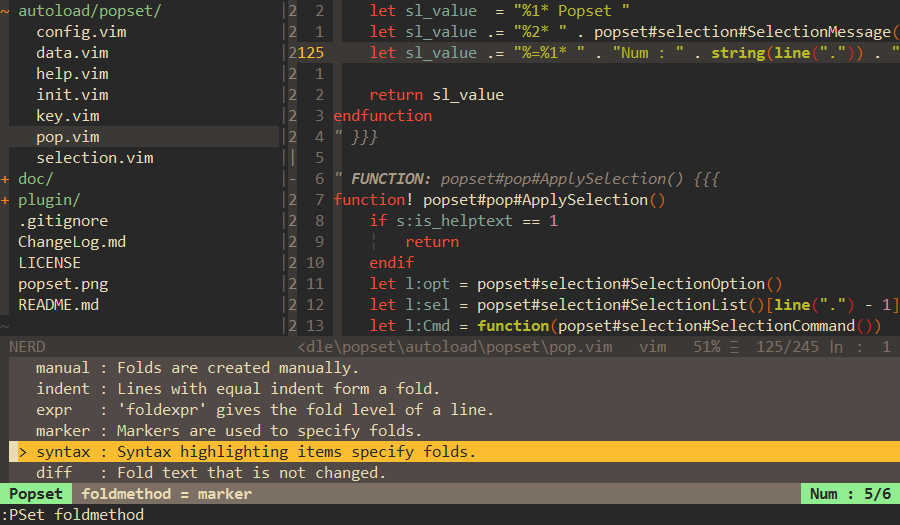 ~ autoload/popset/
config.vim
data.vim
help.vim
init.vim
key.vim
pop.vim
selection.vim
+ doc/
+ plugin/
.gitignore
ChangeLog.md
LICENSE
popset.png
README.md
~
|2 2 let sl_value = "%1* Popset "
|2 1 let sl_value .= "%2* " . popset#selection#SelectionMessage(
|2125 let sl_value .= "%=%1* " . "Num : " . string(line(".")) . "
|2 1
|2 2 return sl_value
|2 3 endfunction
|2 4 " }}}
|| 5
|- 6 " FUNCTION: popset#pop#ApplySelection() {{{
|2 7 function! popset#pop#ApplySelection()
|2 8 if s:is_helptext == 1
|2 9 ¦ return
|2 10 endif
|2 11 let l:opt = popset#selection#SelectionOption()
|2 12 let l:sel = popset#selection#SelectionList()[line(".") - 1]
|2 13 let l:Cmd = function(popset#selection#SelectionCommand())
NERD <dle\popset\autoload\popset\pop.vim vim 51% Ξ 125/245 ln : 1
manual : Folds are created manually.
indent : Lines with equal indent form a fold.
expr : 'foldexpr' gives the fold level of a line.
marker : Markers are used to specify folds.
> syntax : Syntax highlighting items specify folds.
diff : Fold text that is not changed.
Popset foldmethod = marker Num : 5/6
:PSet foldmethod